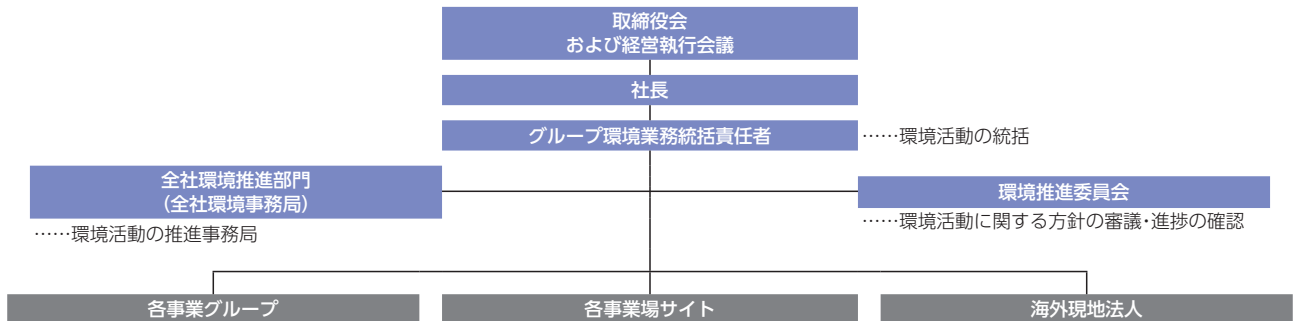 取締役会
および経営執行会議
社長
グループ環境業務統括責任者
……環境活動の統括
全社環境推進部門
(全社環境事務局)
……環境活動の推進事務局
環境推進委員会
……環境活動に関する方針の審議・進捗の確認
各事業グループ
各事業場サイト
海外現地法人